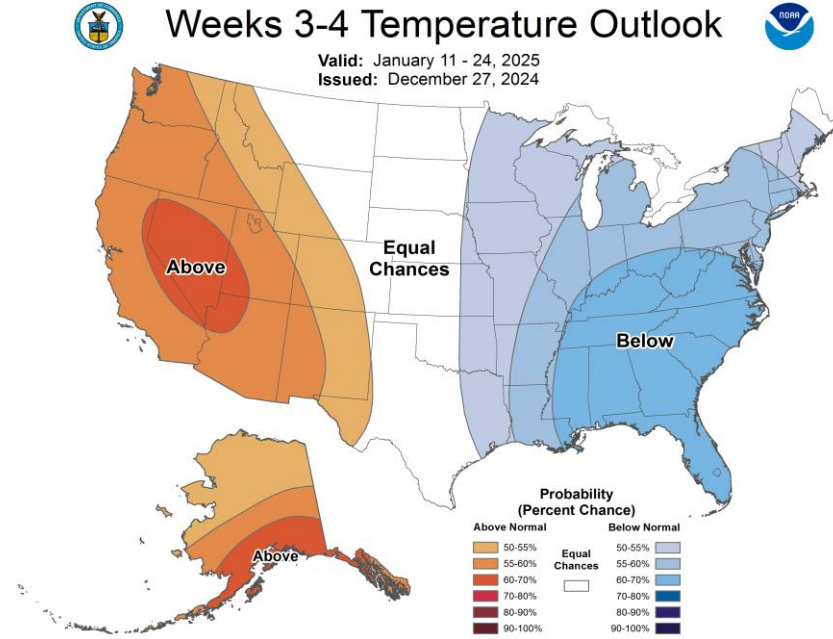 Weeks 3-4 Temperature Outlook
NOAA
Valid: January 11 - 24, 2025
Issued: December 27, 2024
Above
Equal
Chances
Below
Above
Probability
(Percent Chance)
Above Normal
50-55%
55-60%
60-70%
70-80%
80-90%
90-100%
Equal
Chances
Below Normal
50-55%
55-60%
60-70%
70-80%
80-90%
90-100%